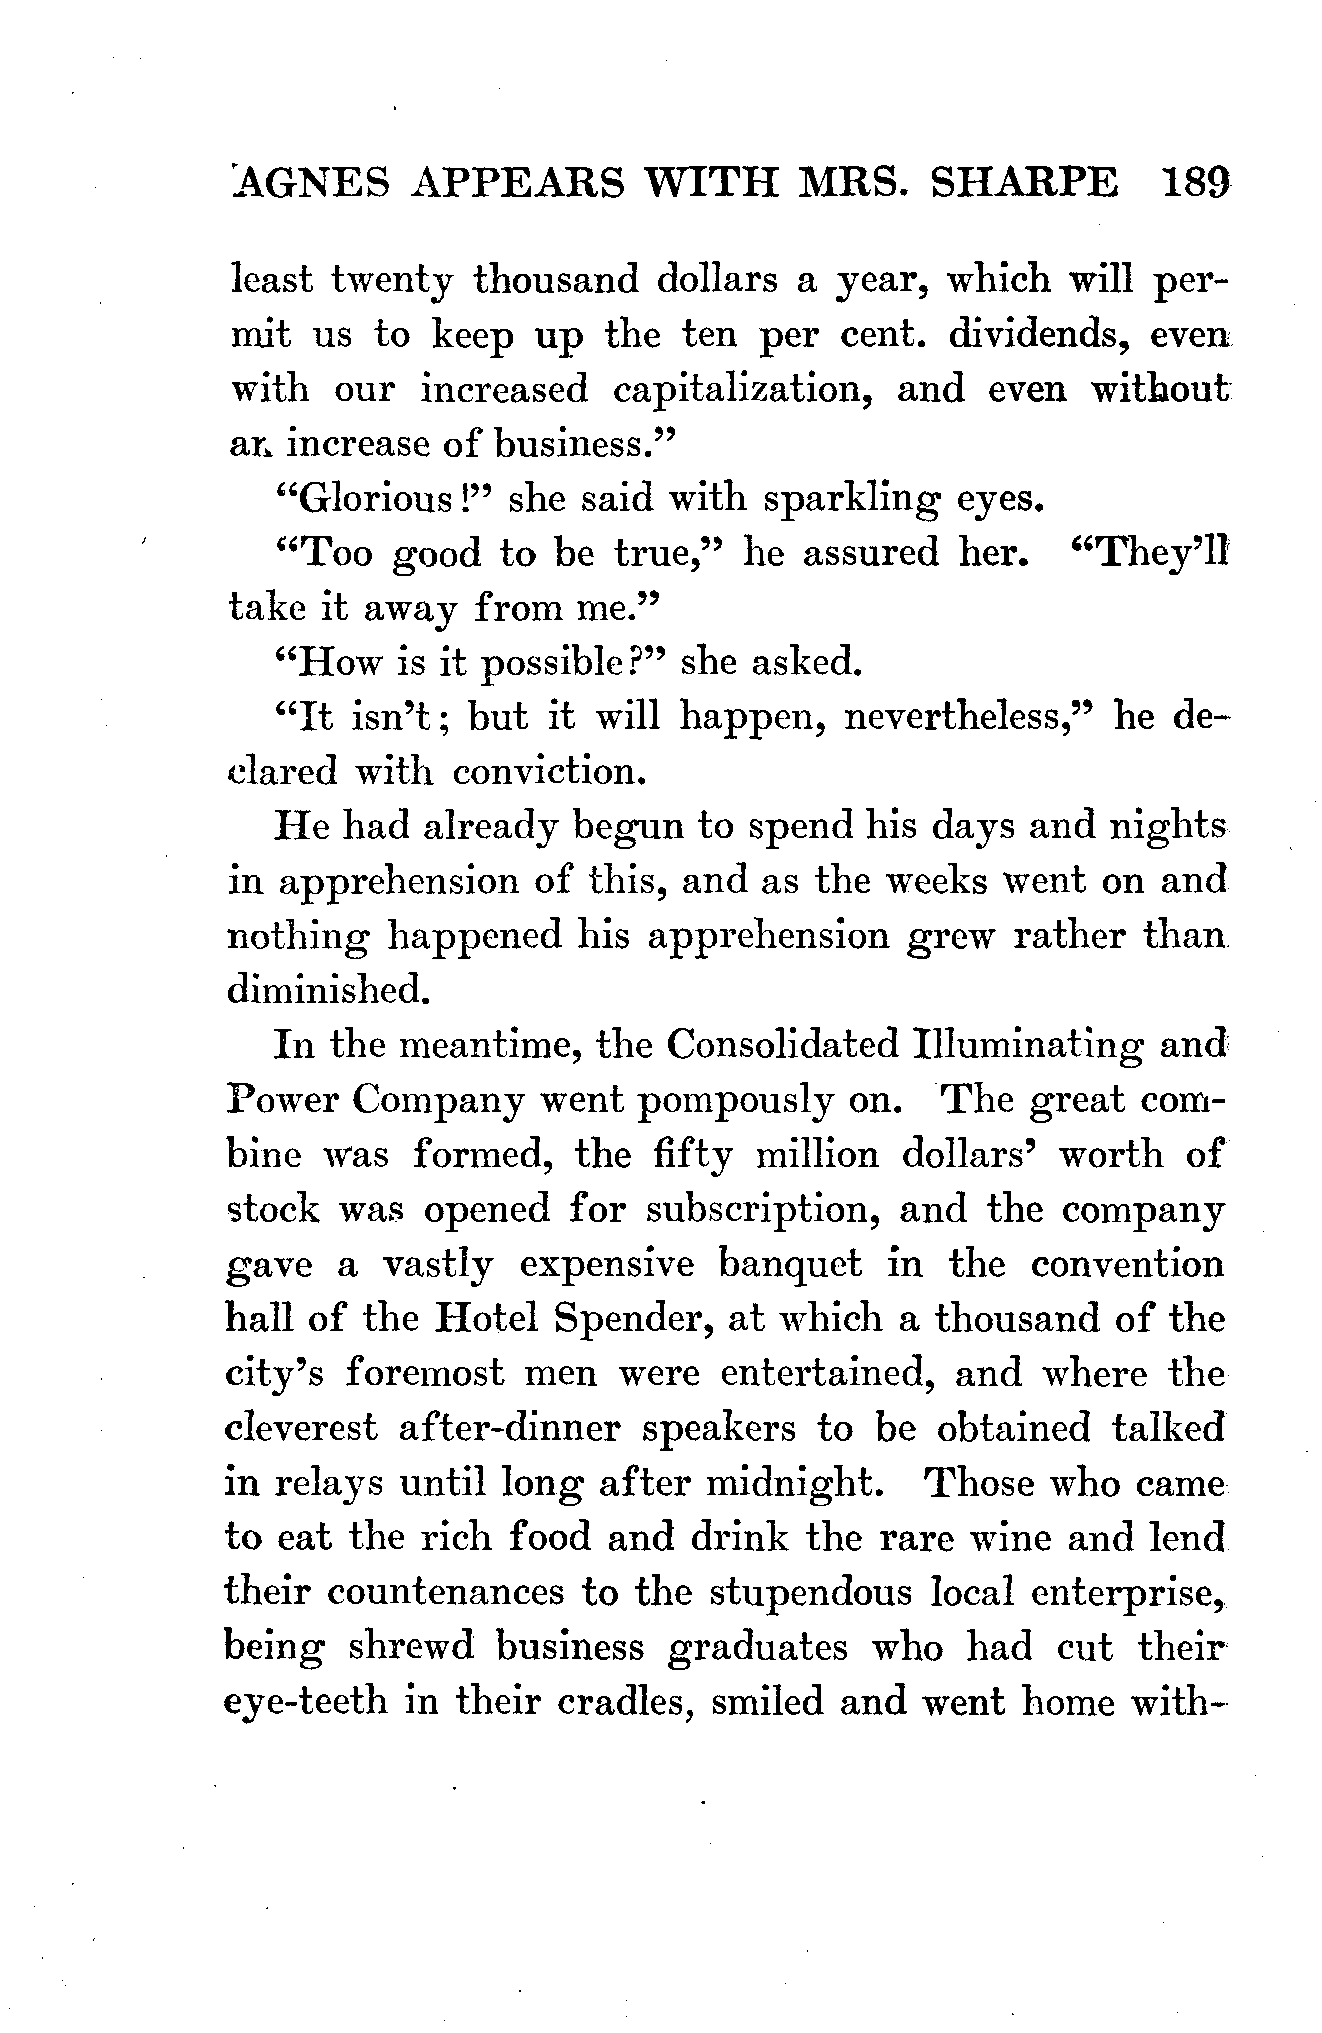 AGNES APPEARS WITH MRS. SHARPE 189
least twenty thousand dollars a year, which will per-
mit us to keep up the ten per cent. dividends, even
with our increased capitalization, and even without
an increase of business.”
“Glorious!” she said with sparkling eyes.
“Too good to be true,” he assured her. “They’ll
take it away from me.”
“How is it possible?” she asked.
“It isn’t; but it will happen, nevertheless,” he de-
clared with conviction.
He had already begun to spend his days and nights
in apprehension of this, and as the weeks went on and
nothing happened his apprehension grew rather than
diminished.
In the meantime, the Consolidated Illuminating and
Power Company went pompously on. The great com-
bine was formed, the fifty million dollars’ worth of
stock was opened for subscription, and the company
gave a vastly expensive banquet in the convention
hall of the Hotel Spender, at which a thousand of the
city’s foremost men were entertained, and where the
cleverest after-dinner speakers to be obtained talked
in relays until long after midnight. Those who came
to eat the rich food and drink the rare wine and lend
their countenances to the stupendous local enterprise,
being shrewd business graduates who had cut their
eye-teeth in their cradles, smiled and went home with-